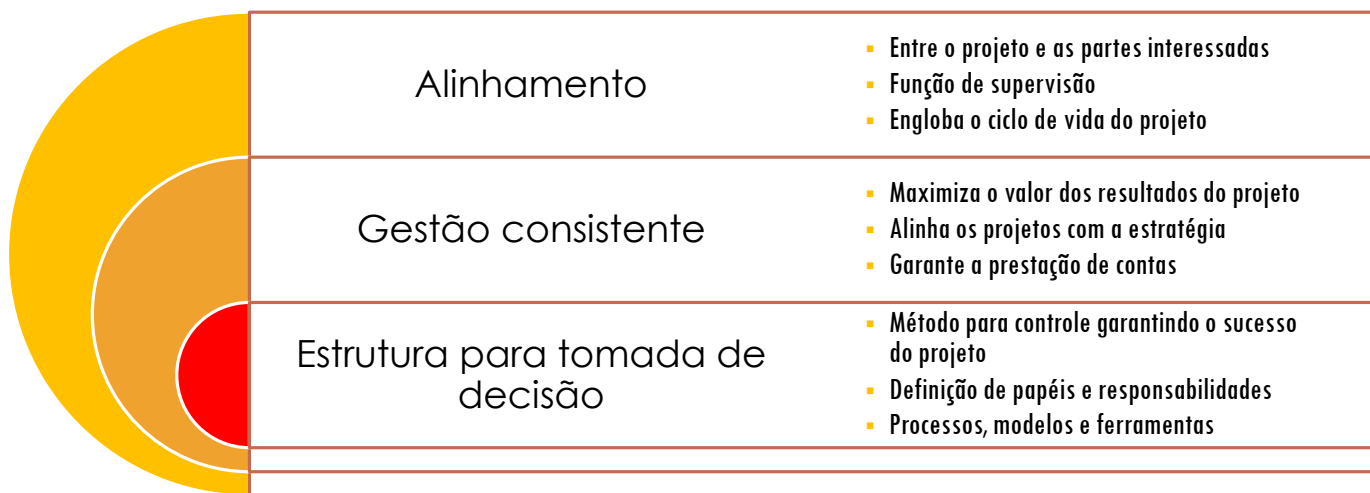 Alinhamento
▪ Entre o projeto e as partes interessadas
▪ Função de supervisão
▪ Engloba o ciclo de vida do projeto
Gestão consistente
▪ Maximiza o valor dos resultados do projeto
▪ Alinha os projetos com a estratégia
▪ Garante a prestação de contas
Estrutura para tomada de
decisão
▪ Método para controle garantindo o sucesso
do projeto
▪ Definição de papéis e responsabilidades
▪ Processos, modelos e ferramentas